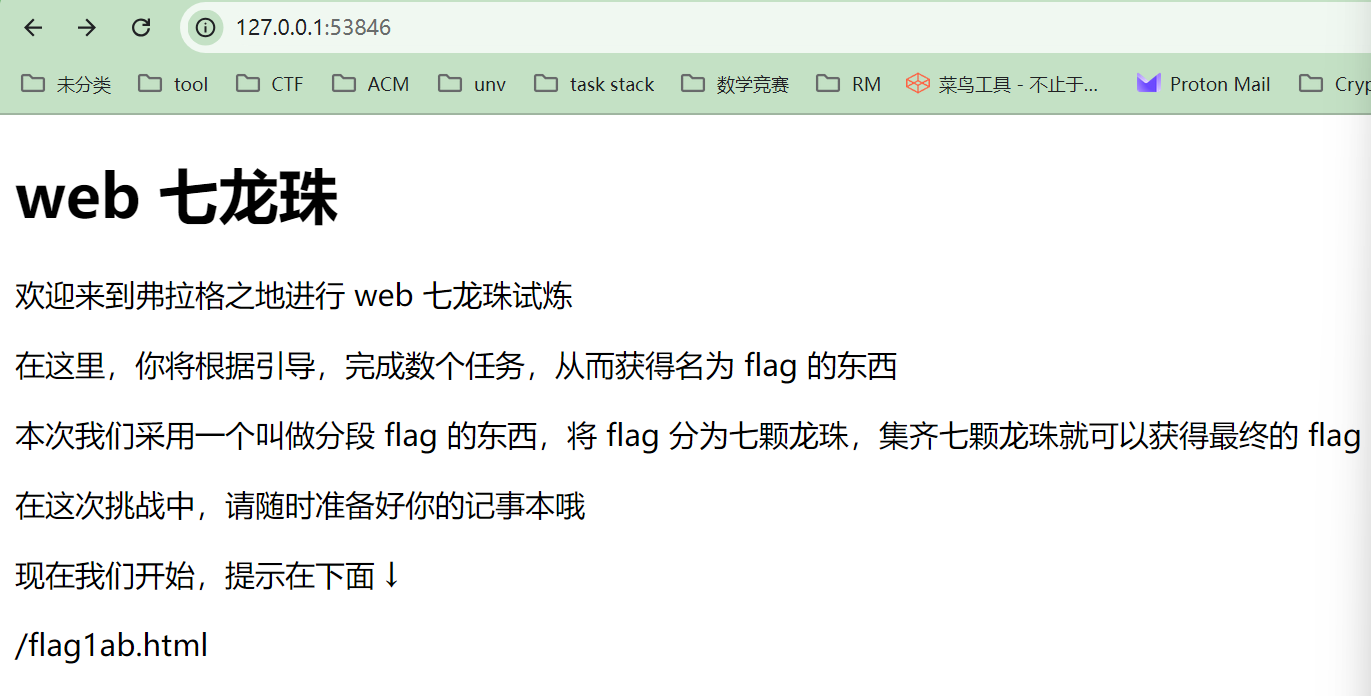 127.0.0.1:53846
未分类 tool CTF ACM unv task stack 数学竞赛 RM 菜鸟工具 - 不止于... Proton Mail
web 七龙珠
欢迎来到弗拉格之地进行 web 七龙珠试炼
在这里，你将根据引导，完成数个任务，从而获得名为 flag 的东西
本次我们采用一个叫做分段 flag 的东西，将 flag 分为七颗龙珠，集齐七颗龙珠就可以获得最终的 flag
在这次挑战中，请随时准备好你的记事本哦
现在我们开始，提示在下面↓
/flag1ab.html